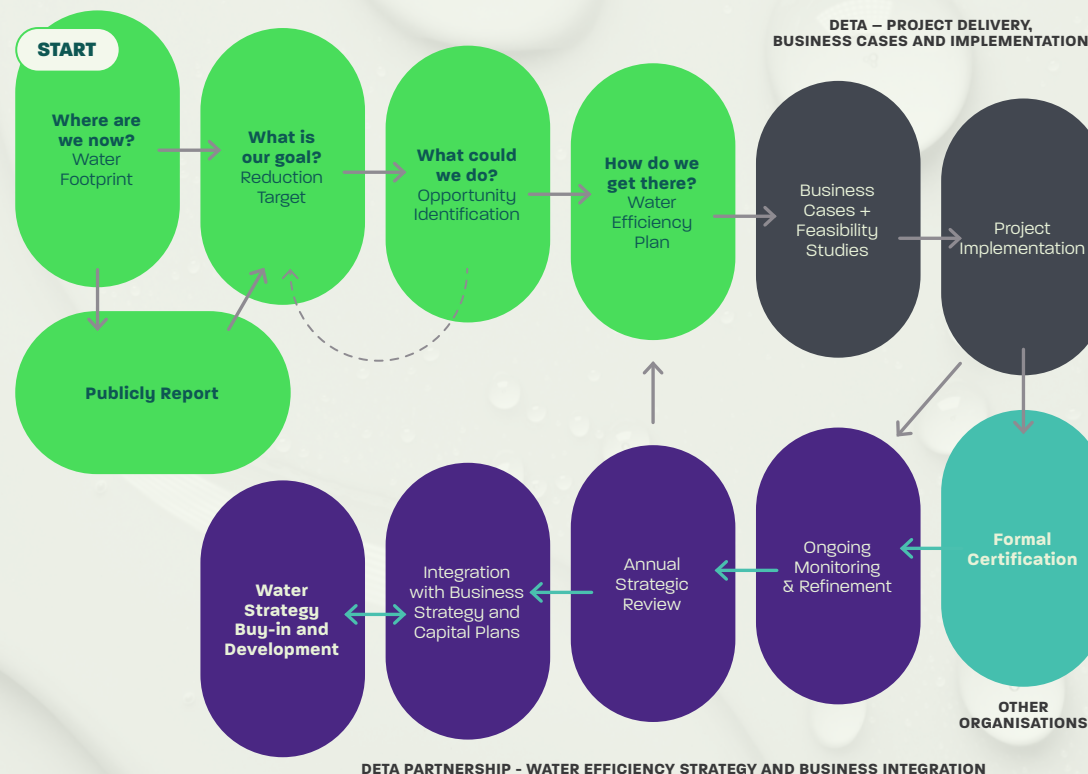 START
DETA – PROJECT DELIVERY,
BUSINESS CASES AND IMPLEMENTATION
Where are
we now?
Water
Footprint
What is
our goal?
Reduction
Target
What could
we do?
Opportunity
Identification
How do we
get there?
Water
Efficiency
Plan
Business
Cases +
Feasibility
Studies
Project
Implementation
Publicly Report
Water
Strategy
Buy-in and
Development
Integration
with Business
Strategy and
Capital Plans
Annual
Strategic
Review
Ongoing
Monitoring
& Refinement
Formal
Certification
OTHER
ORGANISATIONS
DETA PARTNERSHIP - WATER EFFICIENCY STRATEGY AND BUSINESS INTEGRATION